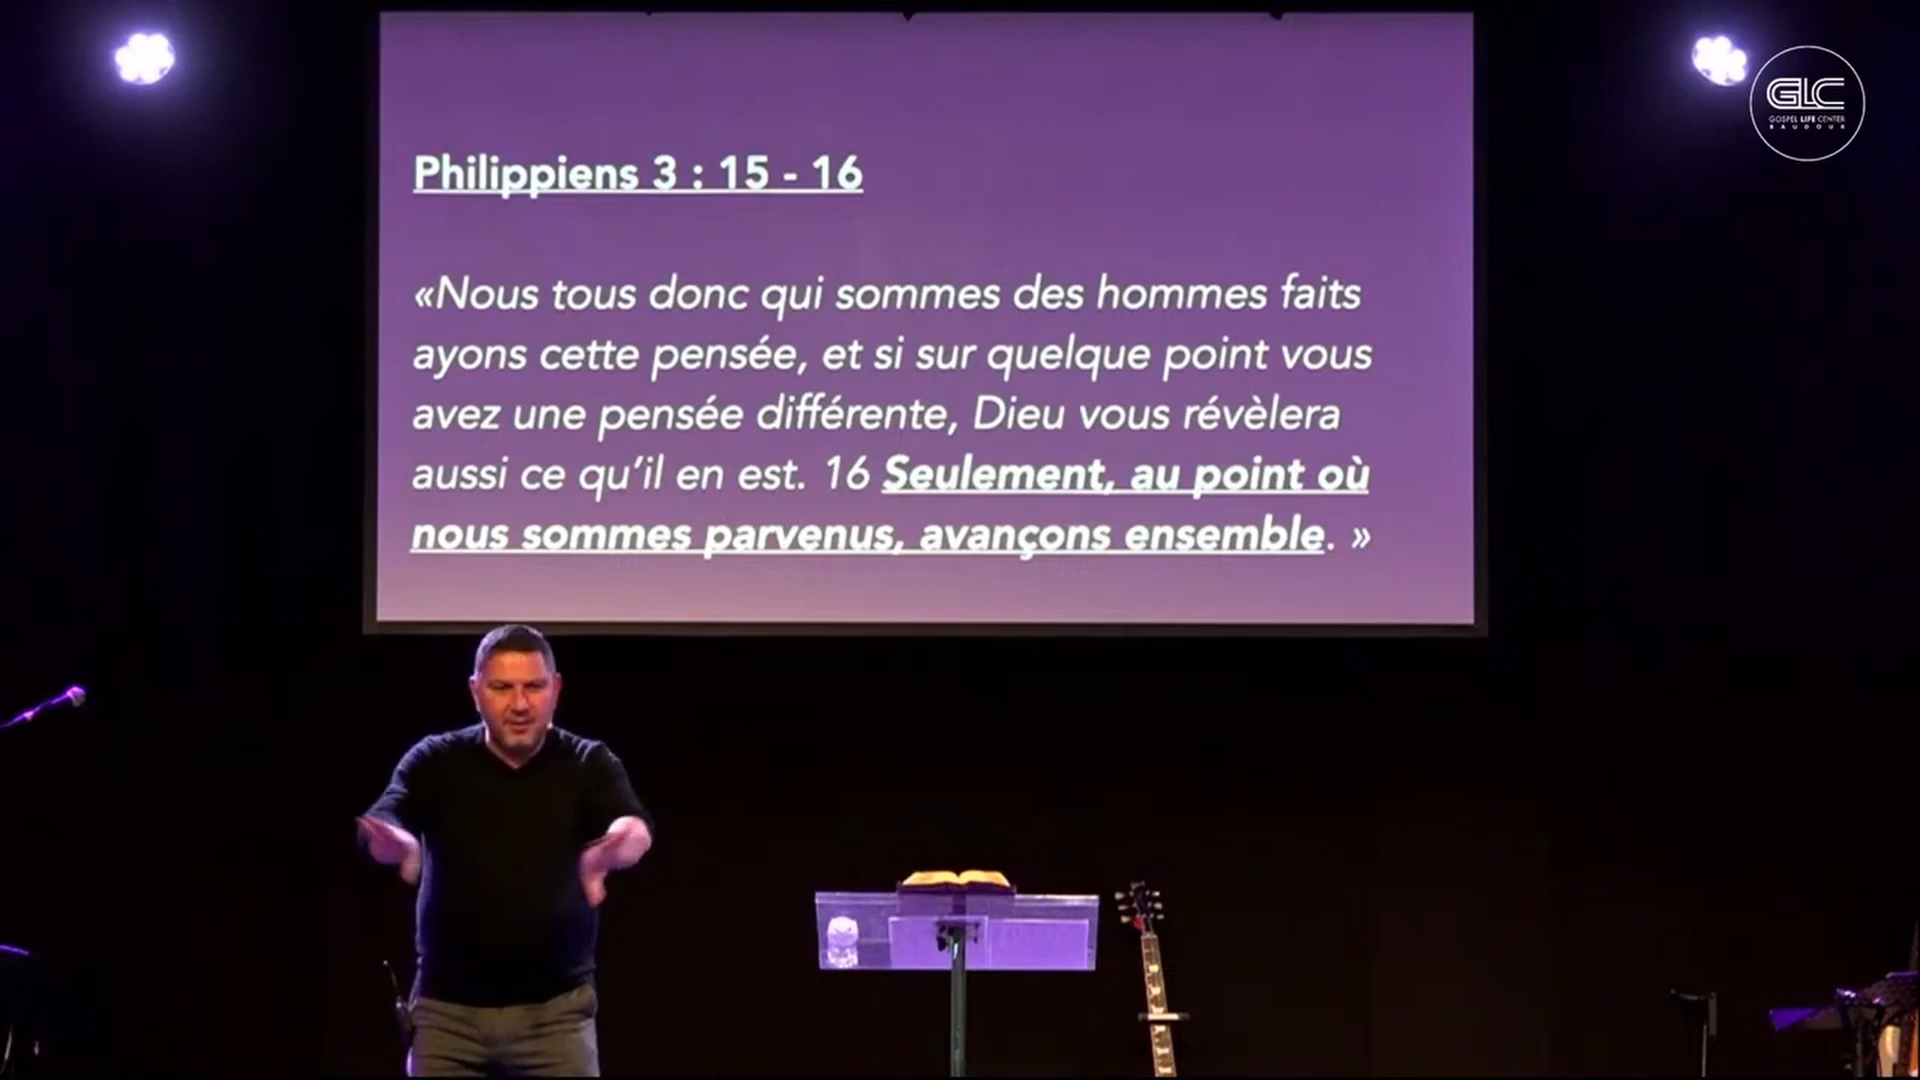 Philippiens 3 : 15 - 16
«Nous tous donc qui sommes des hommes faits
ayons cette pensée, et si sur quelque point vous
avez une pensée différente, Dieu vous révèlera
aussi ce qu’il en est. 16 Seulement, au point où
nous sommes parvenus, avançons ensemble. »
GLC
GOSPEL LIFE CENTER
BAUDOUR